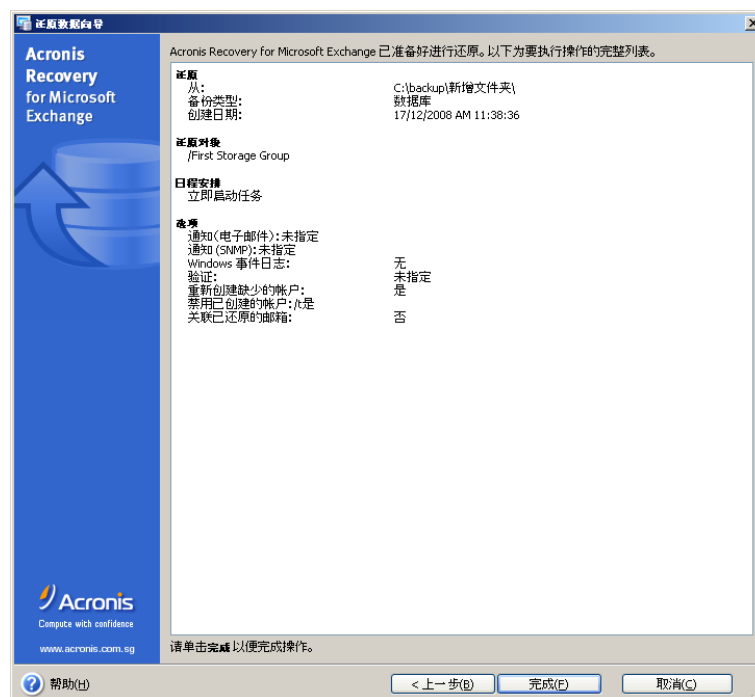 还原数据向导
Acronis
Recovery
for Microsoft
Exchange
Acronis Recovery for Microsoft Exchange 已准备好进行还原。以下为要执行操作的完整列表。
还原
从: C:\backup\新增文件夹\
备份类型: 数据库
创建日期: 17/12/2008 AM 11:38:36
还原对象
/First Storage Group
日程安排
立即启动任务
选项
通知(电子邮件):未指定
通知 (SNMP):未指定
Windows 事件日志: 无
验证: 未指定
重新创建缺少的帐户: 是
禁用已创建的帐户:/t是
关联已还原的邮箱: 否
Acronis
Compute with confidence
www.acronis.com.sg
请单击完成以便完成操作。
帮助(H)
< 上一步(B)
完成(F)
取消(C)